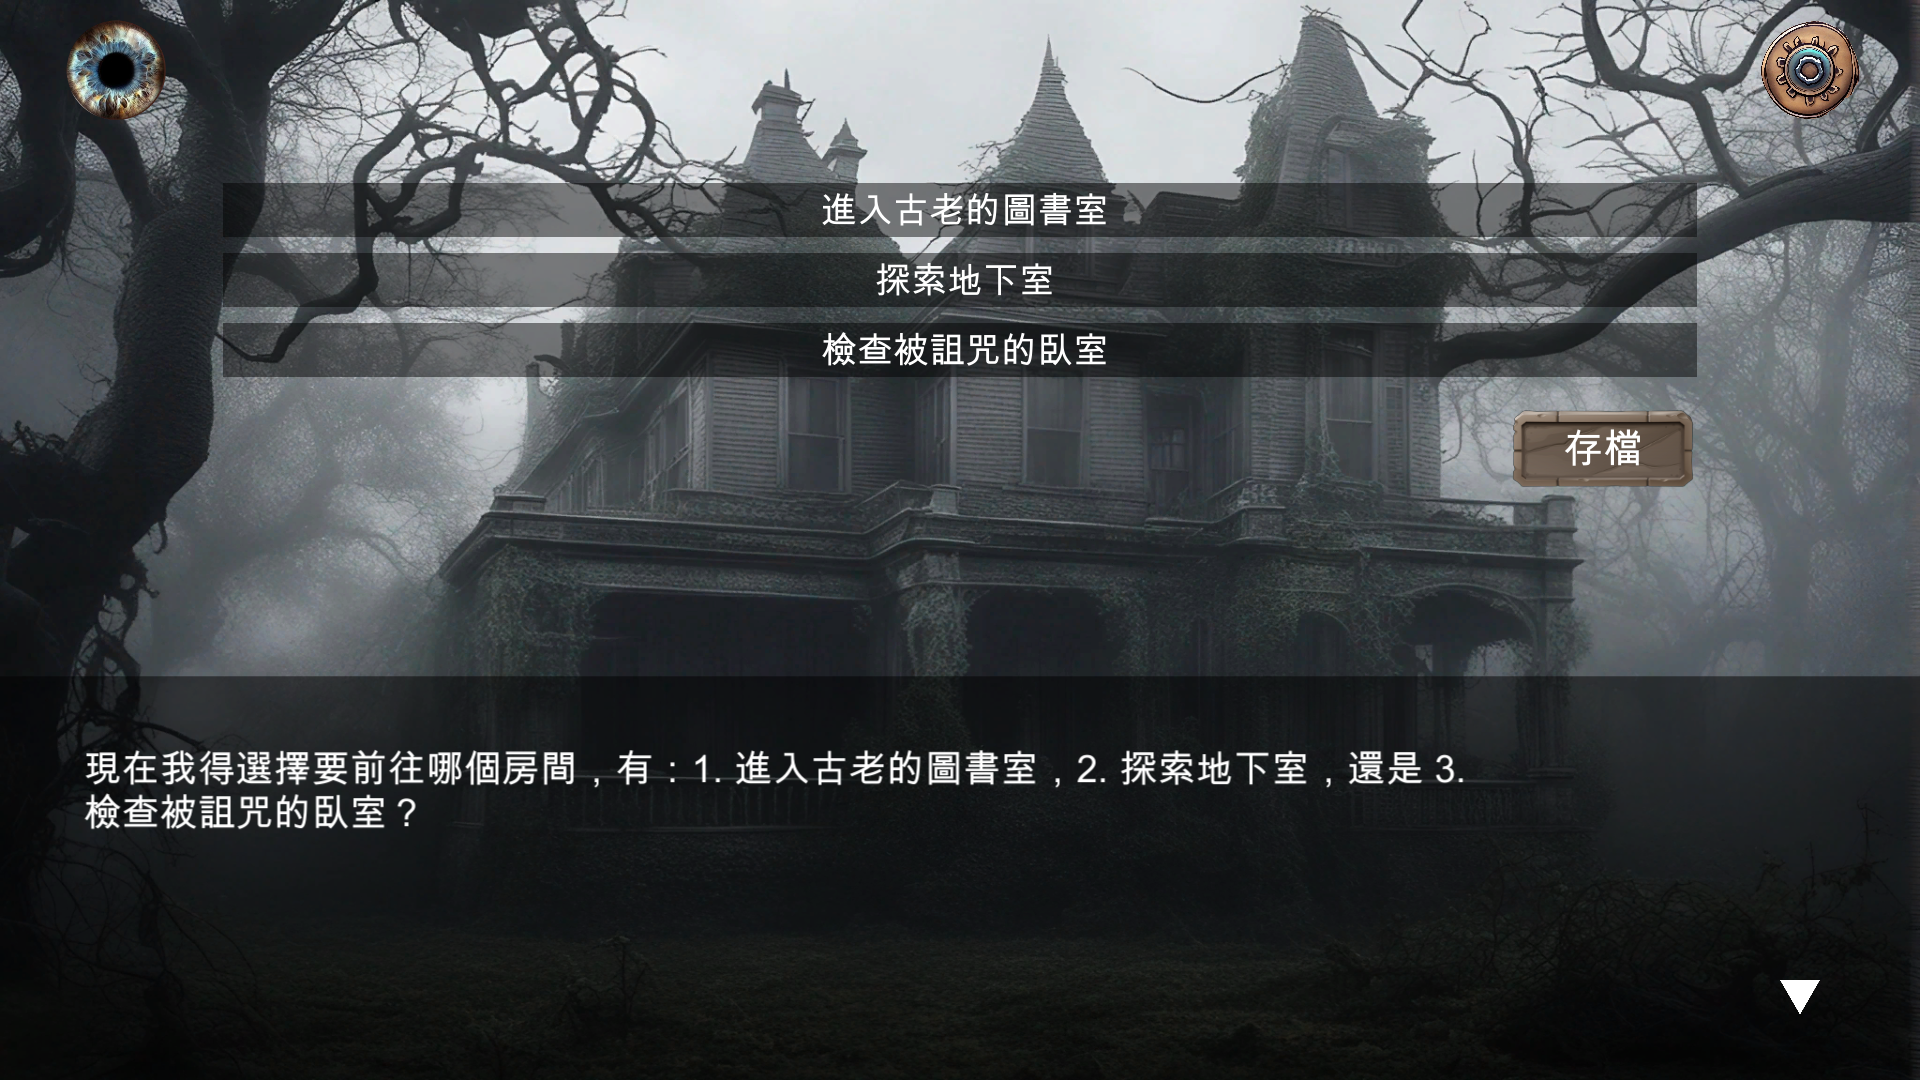 進入古老的圖書室
探索地下室
檢查被詛咒的臥室
存檔
現在我得選擇要前往哪個房間，有：1. 進入古老的圖書室，2. 探索地下室，還是 3.
檢查被詛咒的臥室？